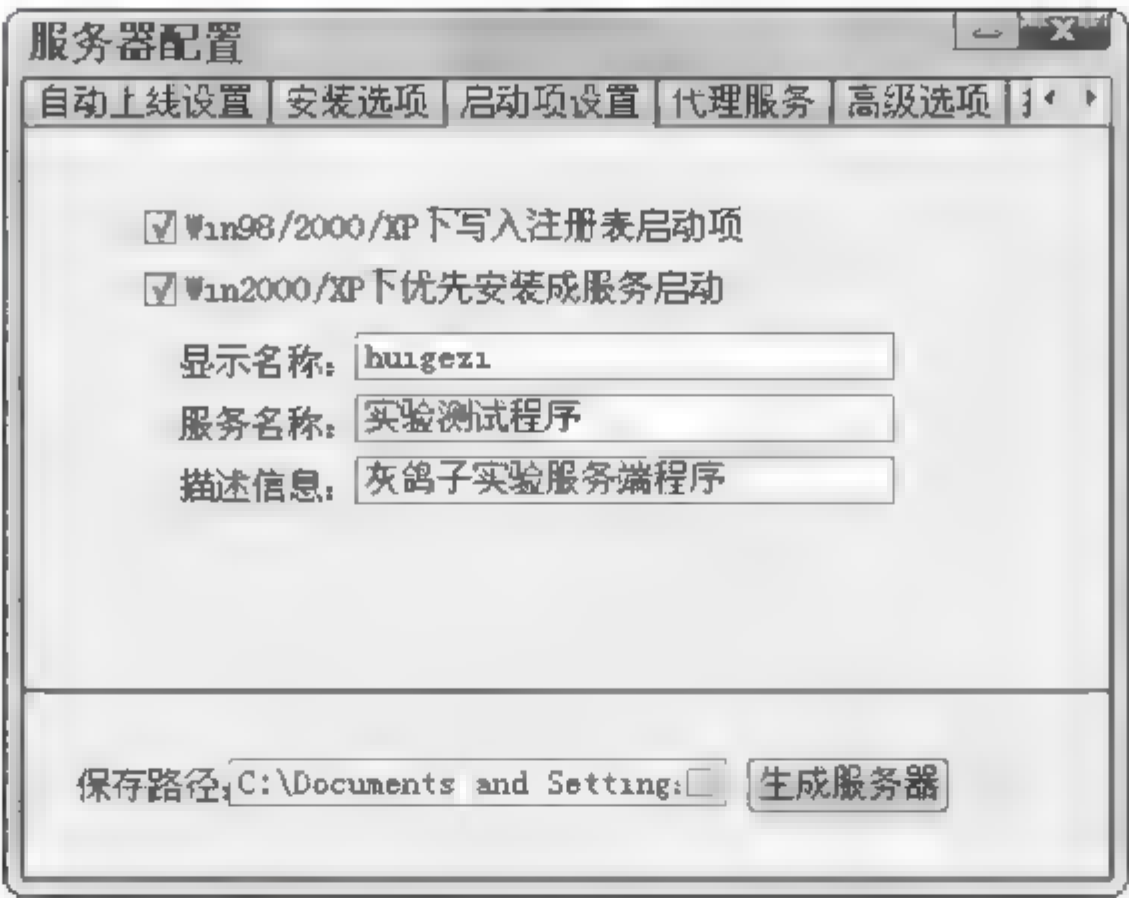 服务器配置
自动上线设置 安装选项 启动项设置 代理服务 高级选项
Win98/2000/XP下写入注册表启动项
Win2000/XP下优先安装成服务启动
显示名称: huigezi
服务名称: 实验测试程序
描述信息: 灰鸽子实验服务端程序
保存路径: C:\Documents and Setting: 生成服务器